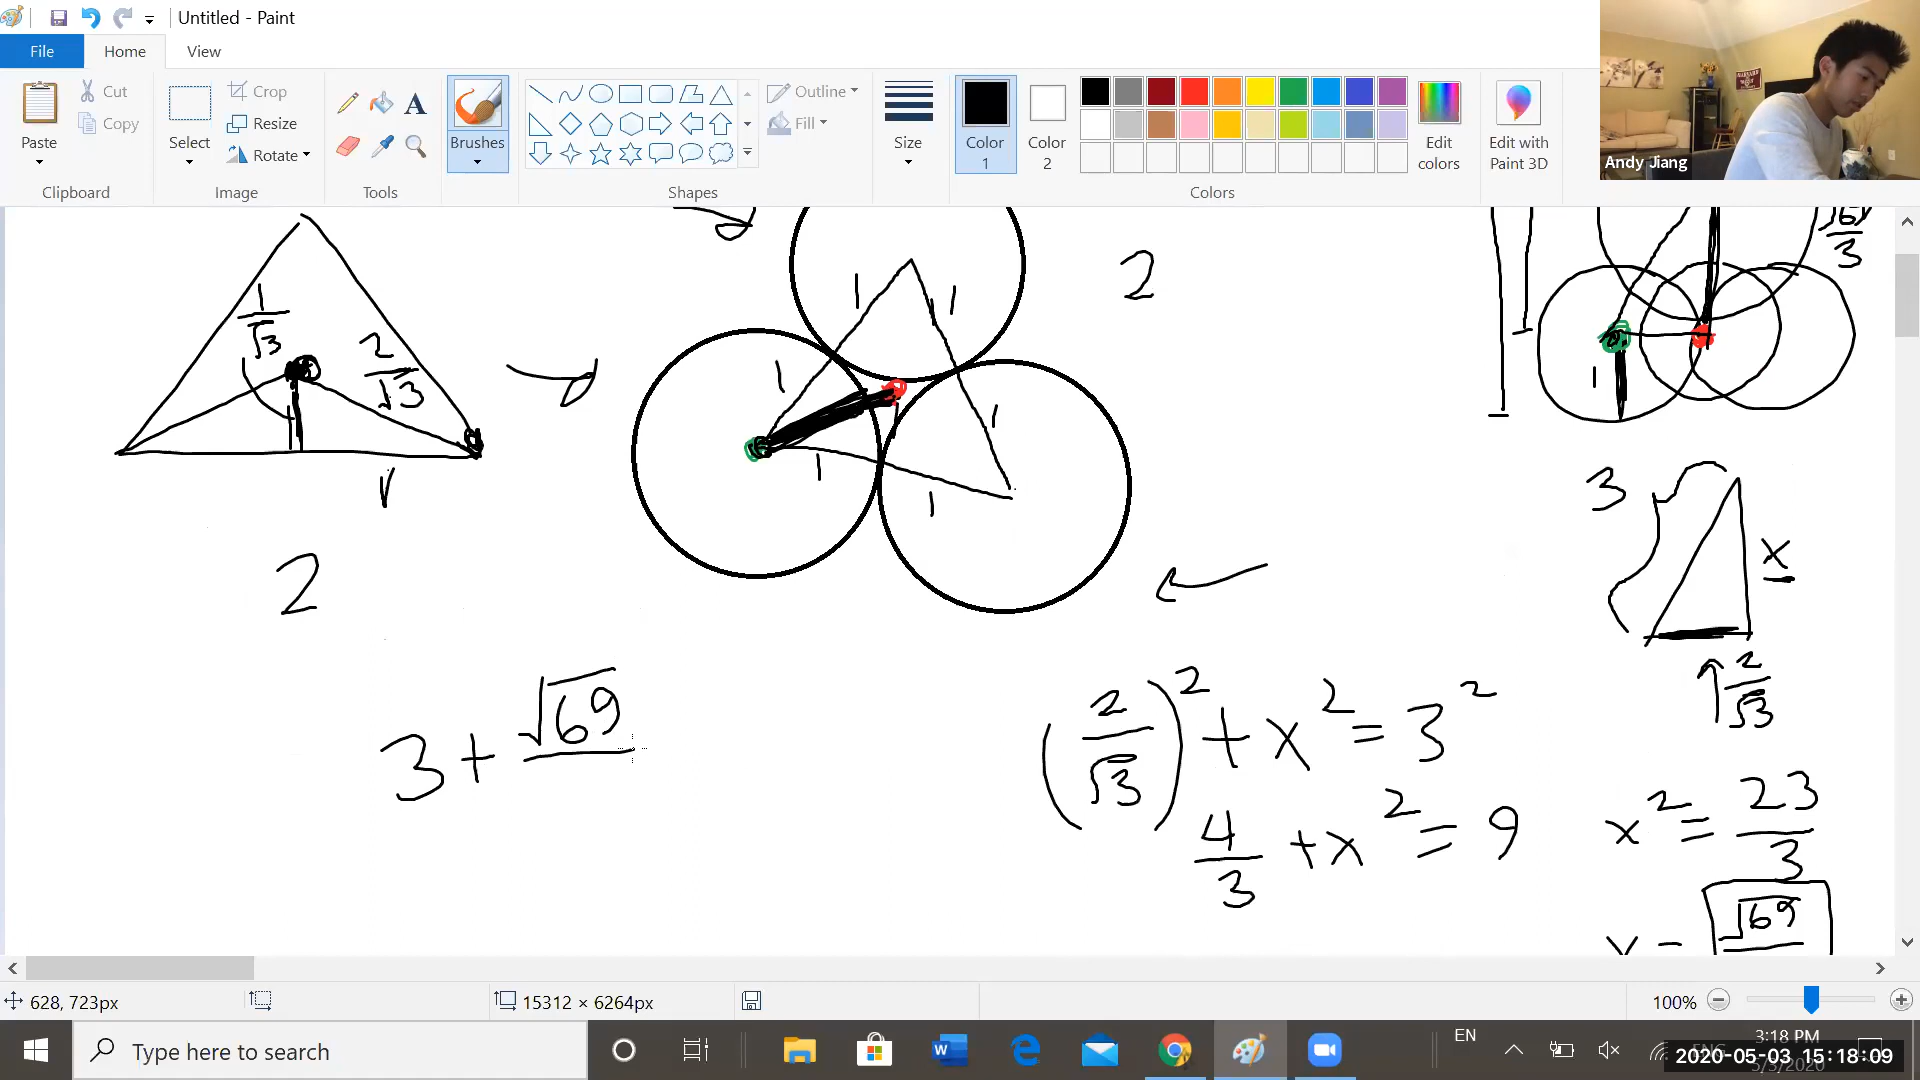 Untitled - Paint
File
Home
View
Paste
Cut
Copy
Clipboard
Select
Crop
Resize
Rotate
Image
A
Tools
Brushes
Outline
Fill
Shapes
Size
Color 1
Color 2
Edit colors
Colors
Edit with Paint 3D
HARVARD
Andy Jiang
1/√3
2/√3
1
1
2
1
1
1
1
1
1
2
√69/3
1
3
x
2/√3
3 + √69
(2/√3)² + x² = 3²
4/3 + x² = 9
x² = 23/3
√69
628, 723px
15312 × 6264px
100%
Type here to search
EN
3:18 PM
2020-05-03 15:18:09